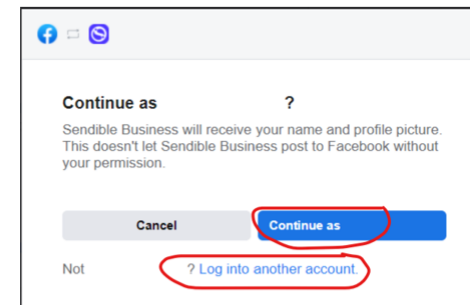 Continue as ?
Sendible Business will receive your name and profile picture.
This doesn't let Sendible Business post to Facebook without
your permission.
Cancel
Continue as
Not ? Log into another account.